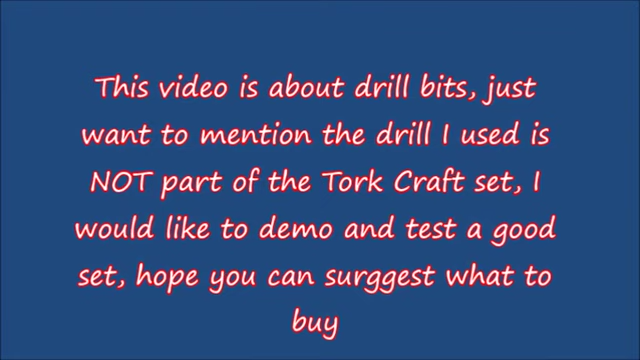 This video is about drill bits, just
want to mention the drill I used is
NOT part of the Tork Craft set, I
would like to demo and test a good
set, hope you can surggest what to
buy